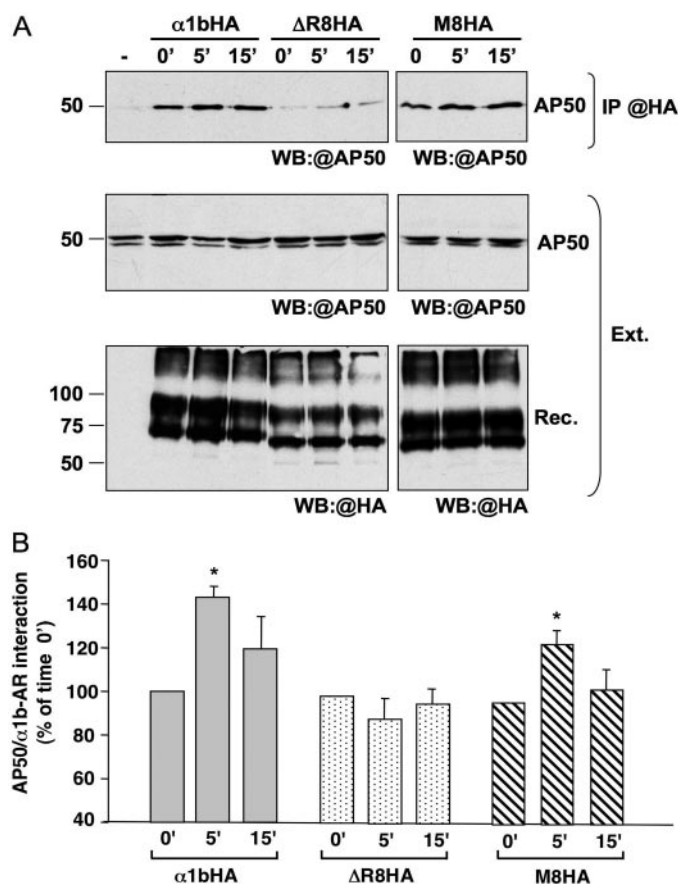 A
α1bHA ΔR8HA M8HA
- 0' 5' 15' 0' 5' 15' 0 5' 15'
50 AP50 IP @HA
WB:@AP50 WB:@AP50
50 AP50
WB:@AP50 WB:@AP50
Ext.
100
75 Rec.
50
WB:@HA WB:@HA
B
AP50/α1b-AR interaction
(% of time 0')
160
140
120
100
80
60
40
* *
0' 5' 15' 0' 5' 15' 0' 5' 15'
α1bHA ΔR8HA M8HA